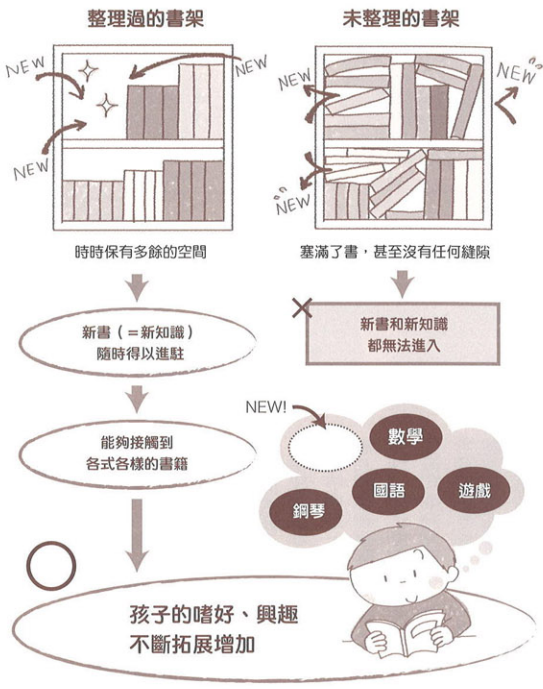 整理過的書架
未整理的書架
NEW
NEW
NEW
NEW
NEW
NEW
時時保有多餘的空間
塞滿了書，甚至沒有任何縫隙
新書（＝新知識）
隨時得以進駐
新書和新知識
都無法進入
能夠接觸到
各式各樣的書籍
NEW!
數學
國語
遊戲
鋼琴
孩子的嗜好、興趣
不斷拓展增加